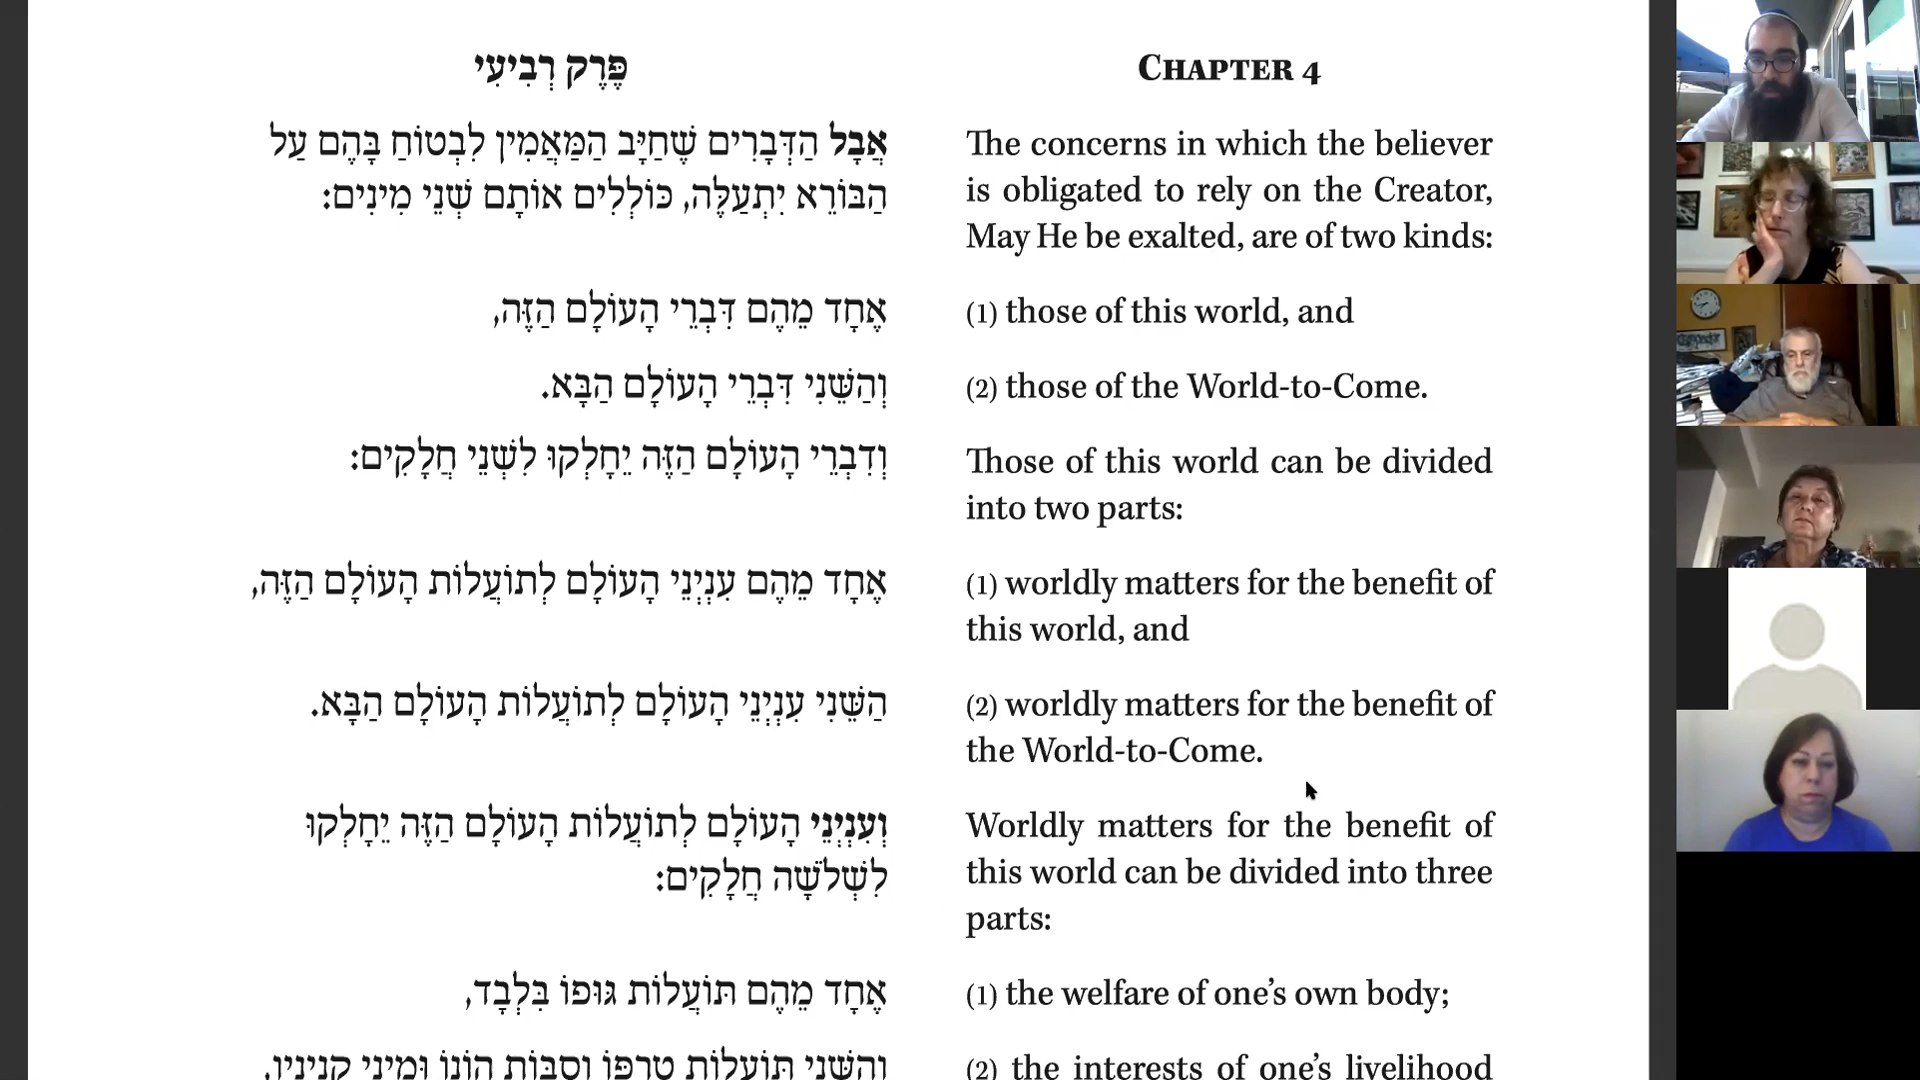 פֶּרֶק רְבִיעִי
אֲבָל הַדְּבָרִים שֶׁחַיָּב הַמַּאֲמִין לִבְטוֹחַ בָּהֶם עַל
הַבּוֹרֵא יִתְעַלֶּה, כּוֹלְלִים אוֹתָם שְׁנֵי מִינִים:
אֶחָד מֵהֶם דִּבְרֵי הָעוֹלָם הַזֶּה,
וְהַשֵּׁנִי דִּבְרֵי הָעוֹלָם הַבָּא.
וְדִבְרֵי הָעוֹלָם הַזֶּה יֵחָלְקוּ לִשְׁנֵי חֲלָקִים:
אֶחָד מֵהֶם עִנְיְנֵי הָעוֹלָם לְתוֹעֲלוֹת הָעוֹלָם הַזֶּה,
הַשֵּׁנִי עִנְיְנֵי הָעוֹלָם לְתוֹעֲלוֹת הָעוֹלָם הַבָּא.
וְעִנְיְנֵי הָעוֹלָם לְתוֹעֲלוֹת הָעוֹלָם הַזֶּה יֵחָלְקוּ
לִשְׁלֹשָׁה חֲלָקִים:
אֶחָד מֵהֶם תּוֹעֲלוֹת גּוּפוֹ בִּלְבָד,
וְהַשֵּׁנִי תּוֹעֲלוֹת טַרְפּוֹ וְסִבּוֹת הוֹנוֹ וּמִינֵי קִנְיָנָיו,
CHAPTER 4
The concerns in which the believer
is obligated to rely on the Creator,
May He be exalted, are of two kinds:
(1) those of this world, and
(2) those of the World-to-Come.
Those of this world can be divided
into two parts:
(1) worldly matters for the benefit of
this world, and
(2) worldly matters for the benefit of
the World-to-Come.
Worldly matters for the benefit of
this world can be divided into three
parts:
(1) the welfare of one’s own body;
(2) the interests of one’s livelihood